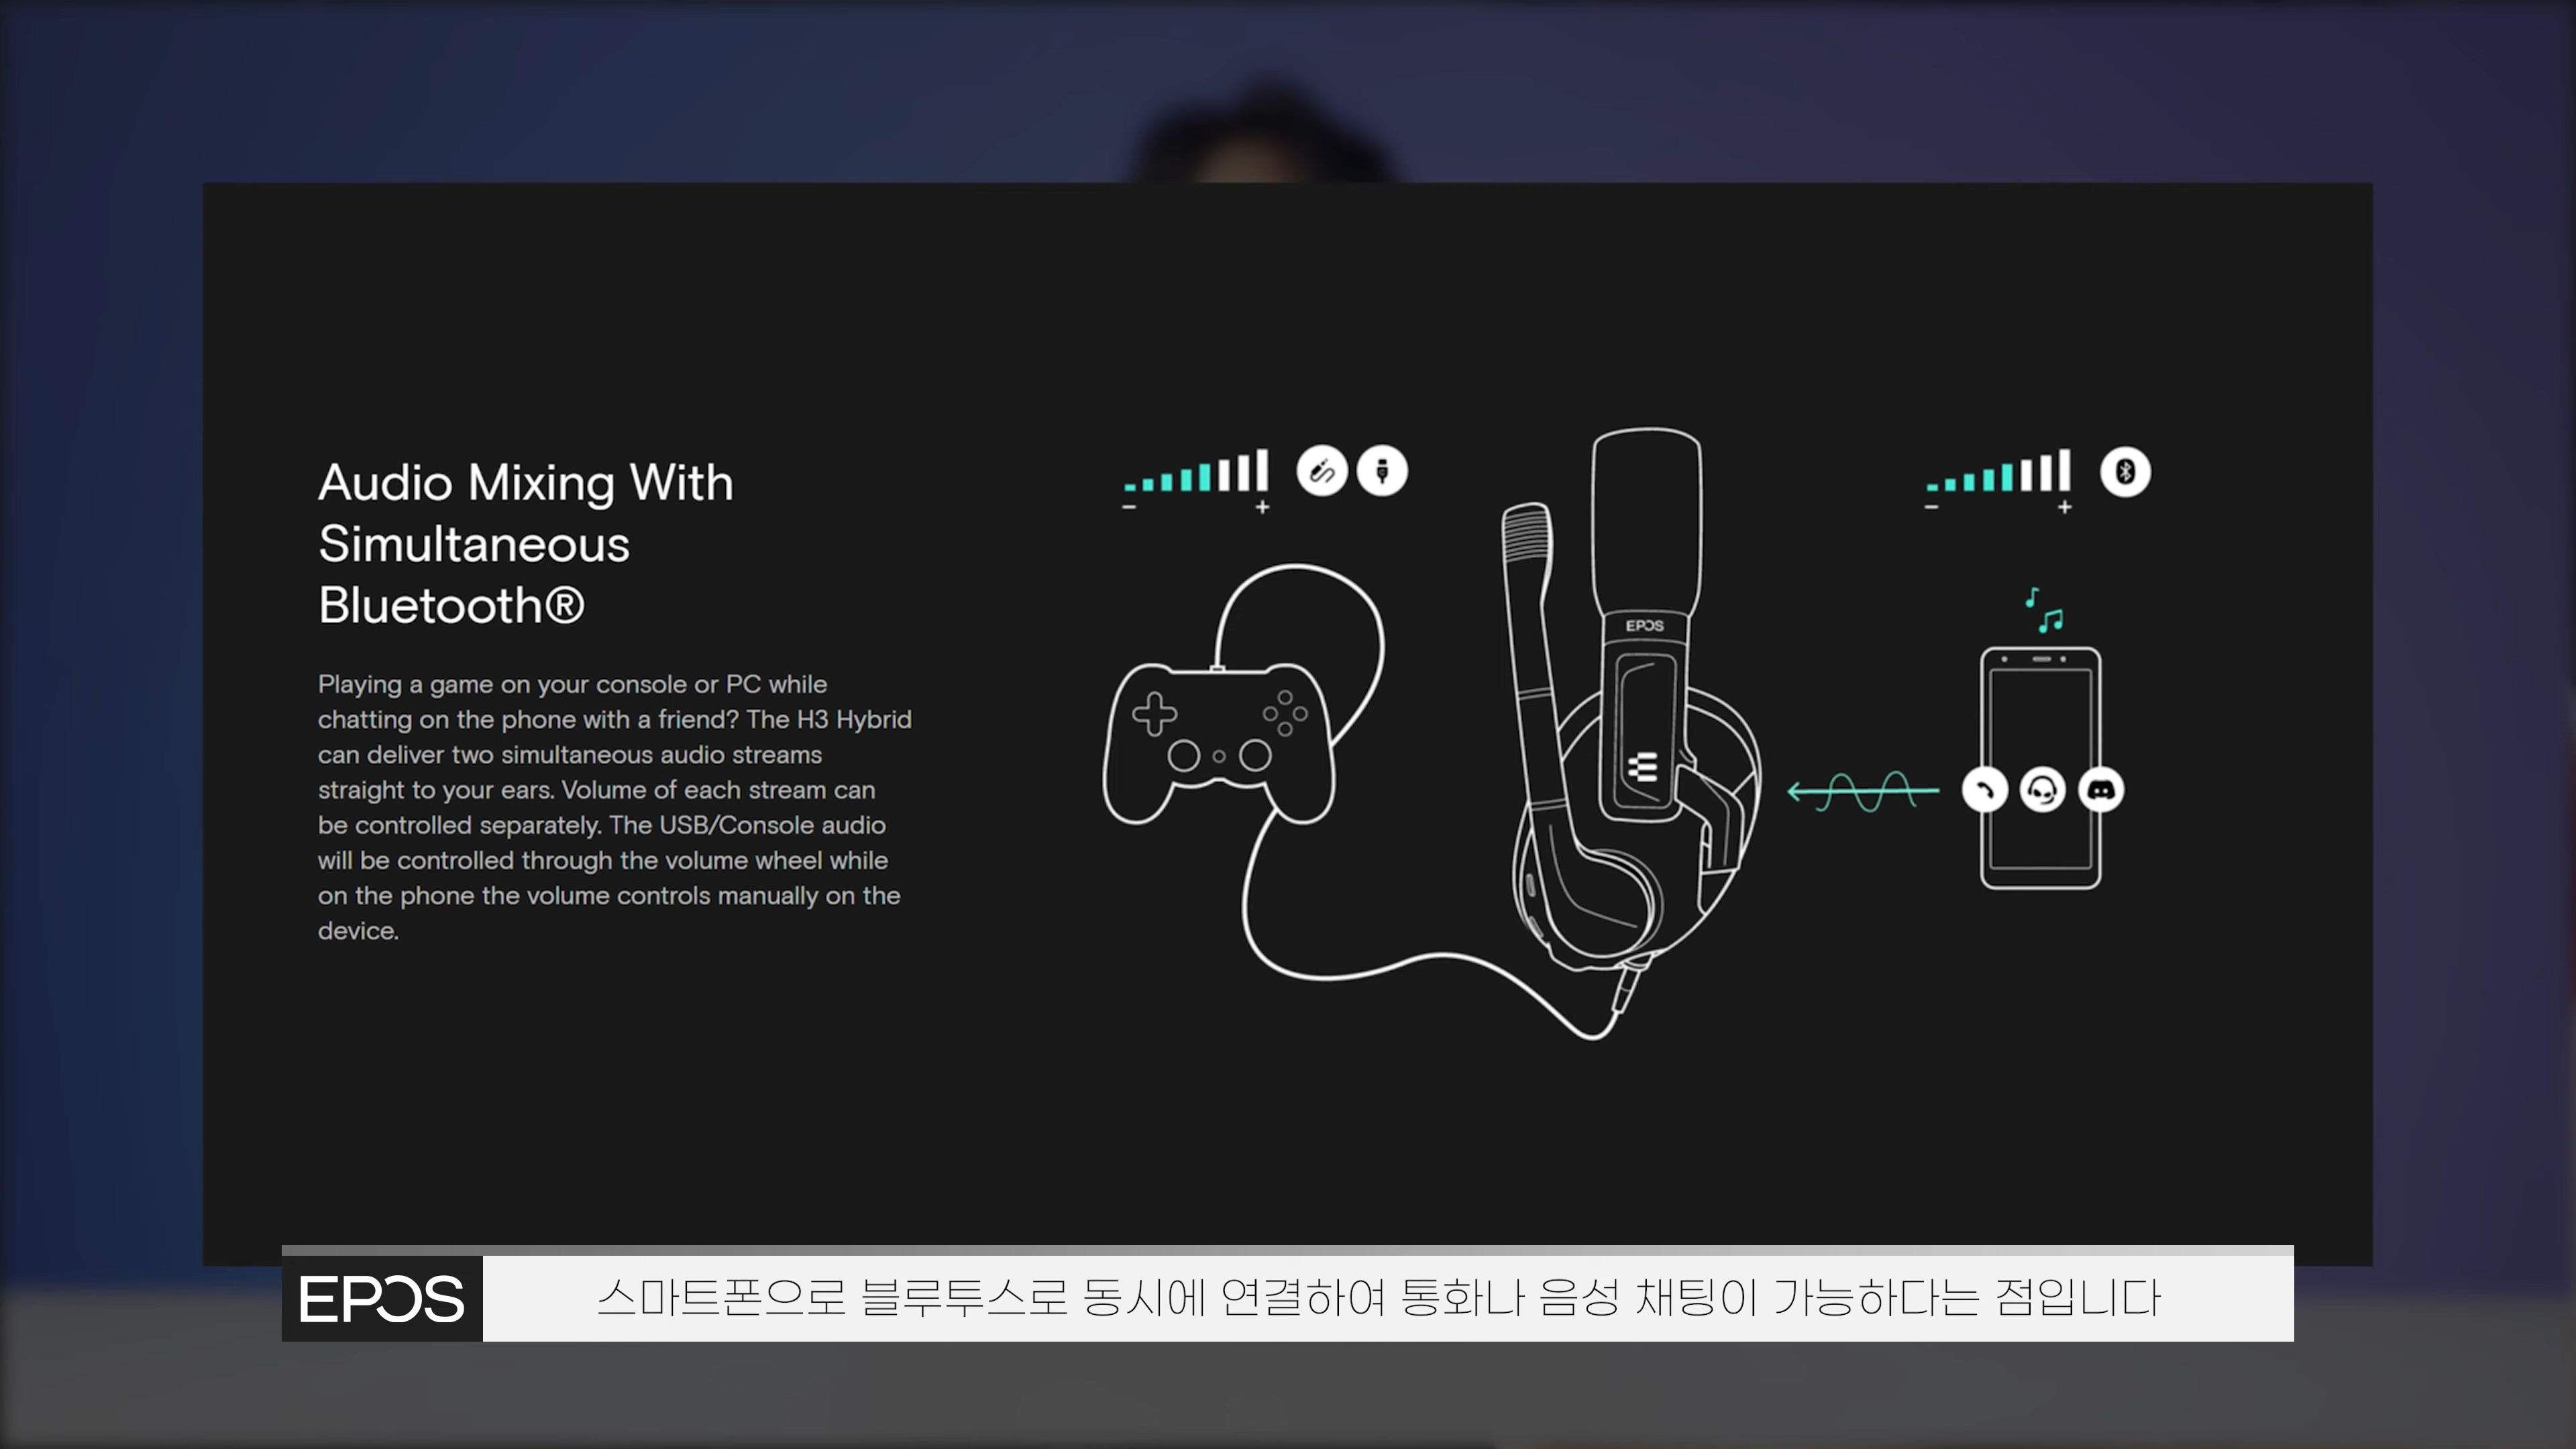 Audio Mixing With
Simultaneous
Bluetooth®
Playing a game on your console or PC while
chatting on the phone with a friend? The H3 Hybrid
can deliver two simultaneous audio streams
straight to your ears. Volume of each stream can
be controlled separately. The USB/Console audio
will be controlled through the volume wheel while
on the phone the volume controls manually on the
device.
- +
- +
EPOS
EPOS
스마트폰으로 블루투스로 동시에 연결하여 통화나 음성 채팅이 가능하다는 점입니다